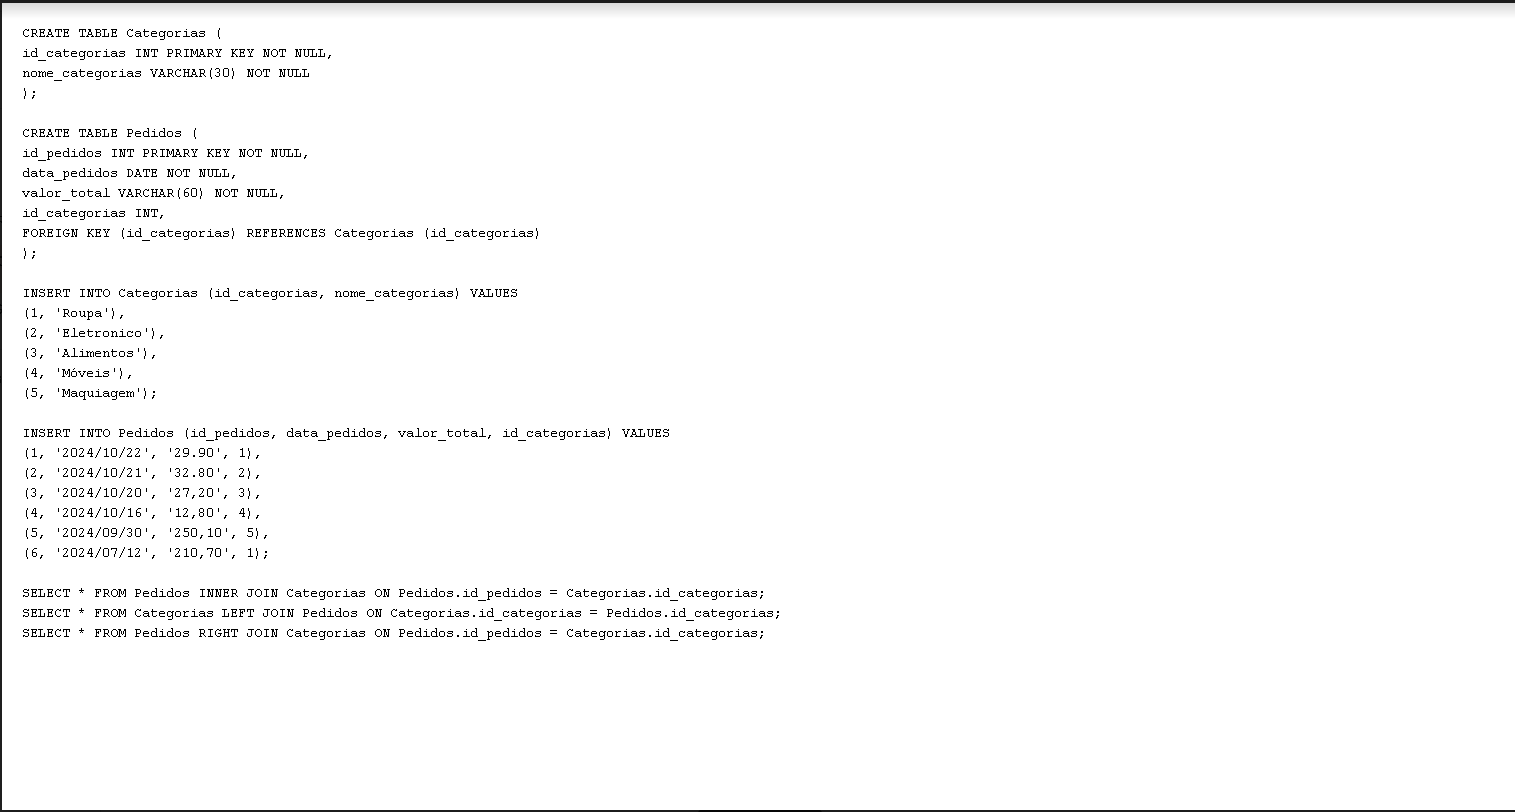 CREATE TABLE Categorias (
id_categorias INT PRIMARY KEY NOT NULL,
nome_categorias VARCHAR(30) NOT NULL
);
CREATE TABLE Pedidos (
id_pedidos INT PRIMARY KEY NOT NULL,
data_pedidos DATE NOT NULL,
valor_total VARCHAR(60) NOT NULL,
id_categorias INT,
FOREIGN KEY (id_categorias) REFERENCES Categorias (id_categorias)
);
INSERT INTO Categorias (id_categorias, nome_categorias) VALUES
(1, 'Roupa'),
(2, 'Eletronico'),
(3, 'Alimentos'),
(4, 'Móveis'),
(5, 'Maquiagem');
INSERT INTO Pedidos (id_pedidos, data_pedidos, valor_total, id_categorias) VALUES
(1, '2024/10/22', '29.90', 1),
(2, '2024/10/21', '32.80', 2),
(3, '2024/10/20', '27,20', 3),
(4, '2024/10/16', '12,80', 4),
(5, '2024/09/30', '250,10', 5),
(6, '2024/07/12', '210,70', 1);
SELECT * FROM Pedidos INNER JOIN Categorias ON Pedidos.id_pedidos = Categorias.id_categorias;
SELECT * FROM Categorias LEFT JOIN Pedidos ON Categorias.id_categorias = Pedidos.id_categorias;
SELECT * FROM Pedidos RIGHT JOIN Categorias ON Pedidos.id_pedidos = Categorias.id_categorias;